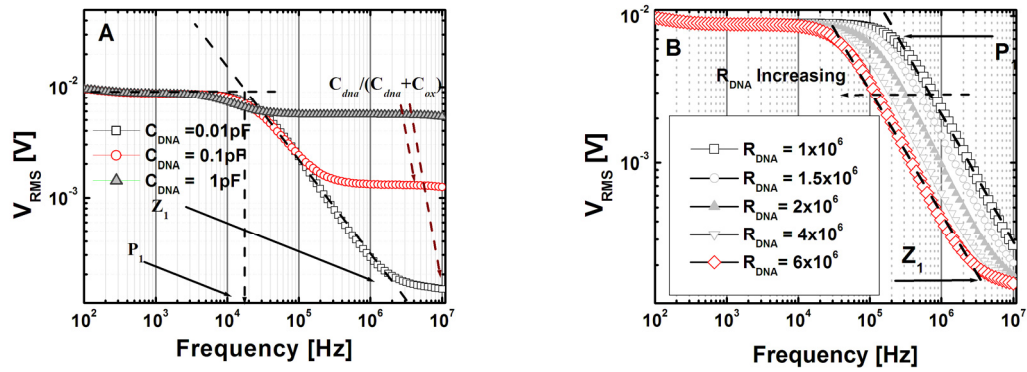 A
V_RMS [V]
10^-2
10^-3
C_dna/(C_dna+C_ox)
C_DNA =0.01pF
C_DNA = 0.1pF
C_DNA = 1pF
Z_1
P_1
10^2 10^3 10^4 10^5 10^6 10^7
Frequency [Hz]
B
V_RMS [V]
10^-2
10^-3
P_1
R_DNA Increasing
R_DNA = 1x10^6
R_DNA = 1.5x10^6
R_DNA = 2x10^6
R_DNA = 4x10^6
R_DNA = 6x10^6
Z_1
10^2 10^3 10^4 10^5 10^6 10^7
Frequency [Hz]